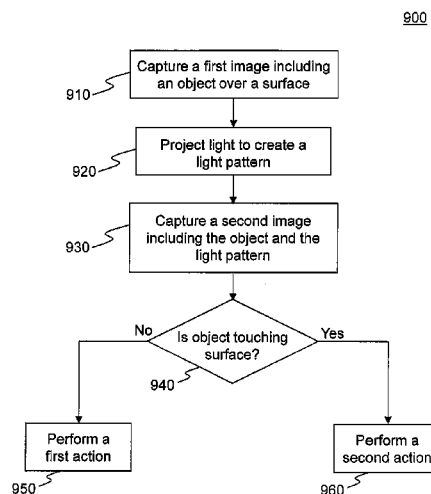 900
Capture a first image including
an object over a surface
910
Project light to create a
light pattern
920
Capture a second image
including the object and the
light pattern
930
No
Yes
Is object touching
surface?
940
Perform a
first action
950
Perform a
second action
960